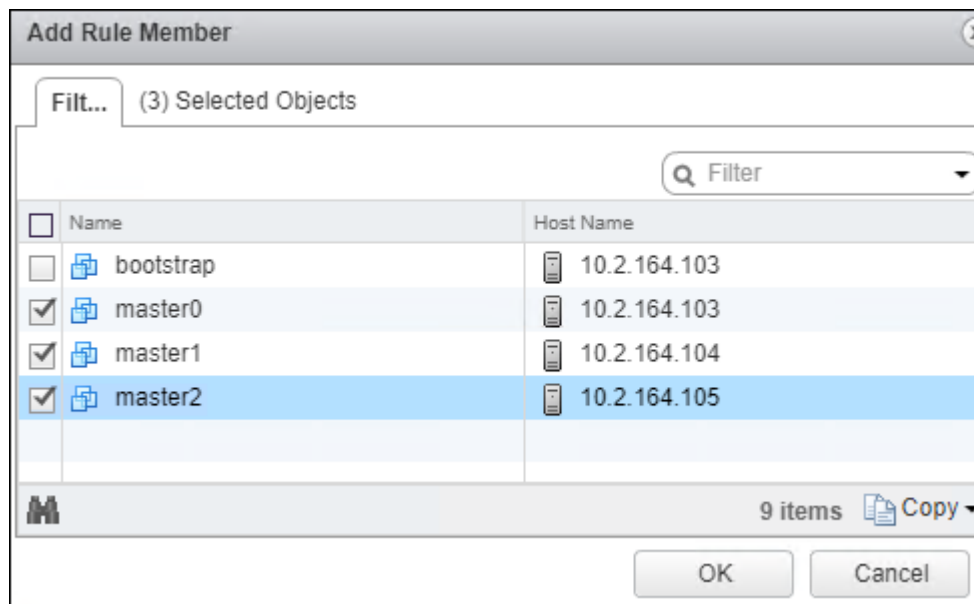 Add Rule Member
Filt... (3) Selected Objects
Filter
Name Host Name
bootstrap 10.2.164.103
master0 10.2.164.103
master1 10.2.164.104
master2 10.2.164.105
9 items Copy
OK Cancel